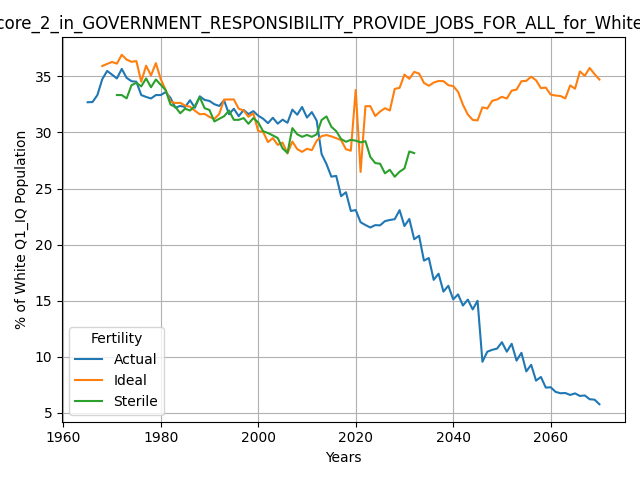 core_2_in_GOVERNMENT_RESPONSIBILITY_PROVIDE_JOBS_FOR_ALL_for_White
% of White Q1_IQ Population
35
30
25
20
15
10
5
Fertility
Actual
Ideal
Sterile
1960
1980
2000
2020
2040
2060
Years